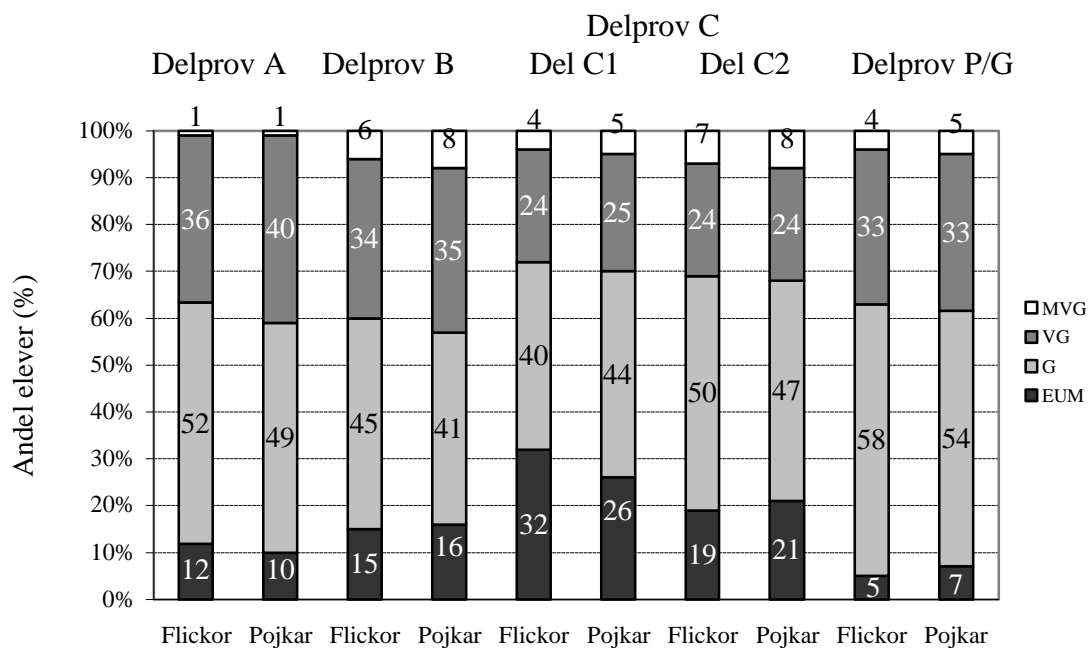 Delprov C
Delprov A Delprov B Del C1 Del C2 Delprov P/G
1 1 6 8 4 5 7 8 4 5
100%
90%
36 40 34 35 24 25 24 24 33 33
80%
70%
60%
50%
52 49 45 41 40 44 50 47 58 54
40%
30%
20%
12 10 15 16 32 26 19 21 5 7
10%
0%
Flickor Pojkar Flickor Pojkar Flickor Pojkar Flickor Pojkar Flickor Pojkar
Andel elever (%)
MVG
VG
G
EUM